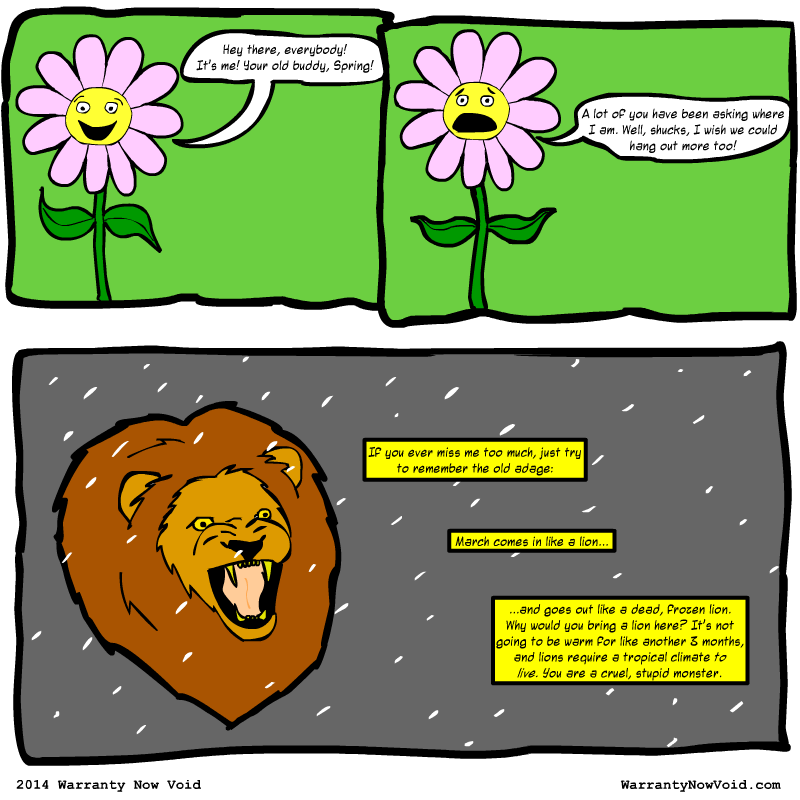 Hey there, everybody!
It's me! Your old buddy, Spring!
A lot of you have been asking where
I am. Well, shucks, I wish we could
hang out more too!
If you ever miss me too much, just try
to remember the old adage:
March comes in like a lion...
...and goes out like a dead, frozen lion.
Why would you bring a lion here? It's not
going to be warm for like another 3 months,
and lions require a tropical climate to
live. You are a cruel, stupid monster.
2014 Warranty Now Void
WarrantyNowVoid.com